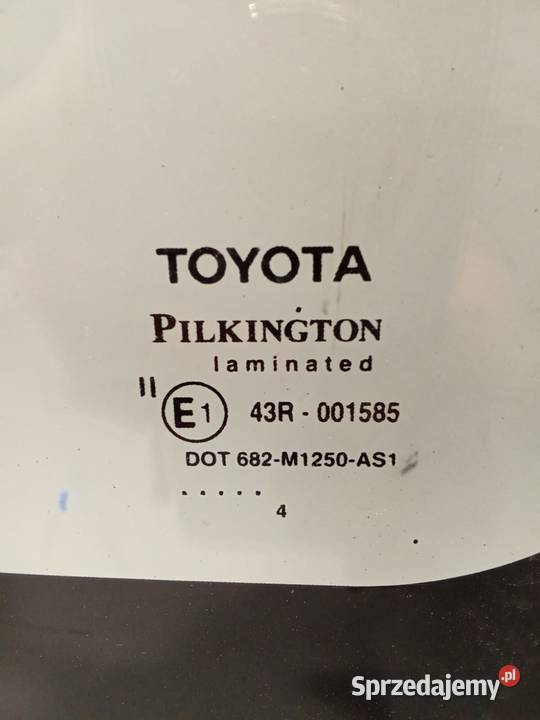 TOYOTA
PILKINGTON
laminated
II E1 43R - 001585
DOT 682-M1250-AS1
. . . . .
4
Sprzedajemy.pl